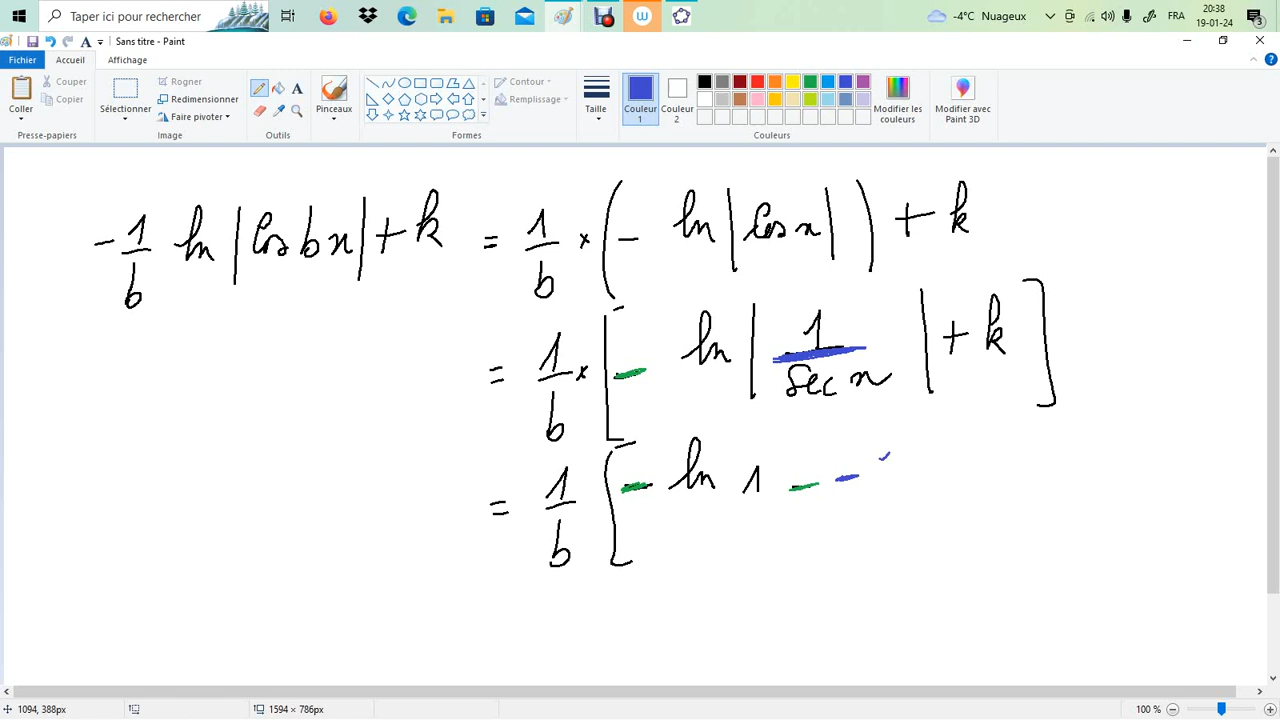 Taper ici pour rechercher
-4°C Nuageux
FRA
20:38
19-01-24
3
Sans titre - Paint
Fichier Accueil Affichage
Coller
Couper
Copier
Presse-papiers
Sélectionner
Rogner
Redimensionner
Faire pivoter
Image
A
Outils
Pinceaux
Contour
Remplissage
Formes
Taille
Couleur 1
Couleur 2
Modifier les couleurs
Couleurs
Modifier avec Paint 3D
- 1/b ln |cos bx| + k = 1/b × (- ln |cos x|) + k
= 1/b × [- ln |1/sec x| + k]
= 1/b [- ln 1 - -
1094, 388px
1594 × 786px
100 %